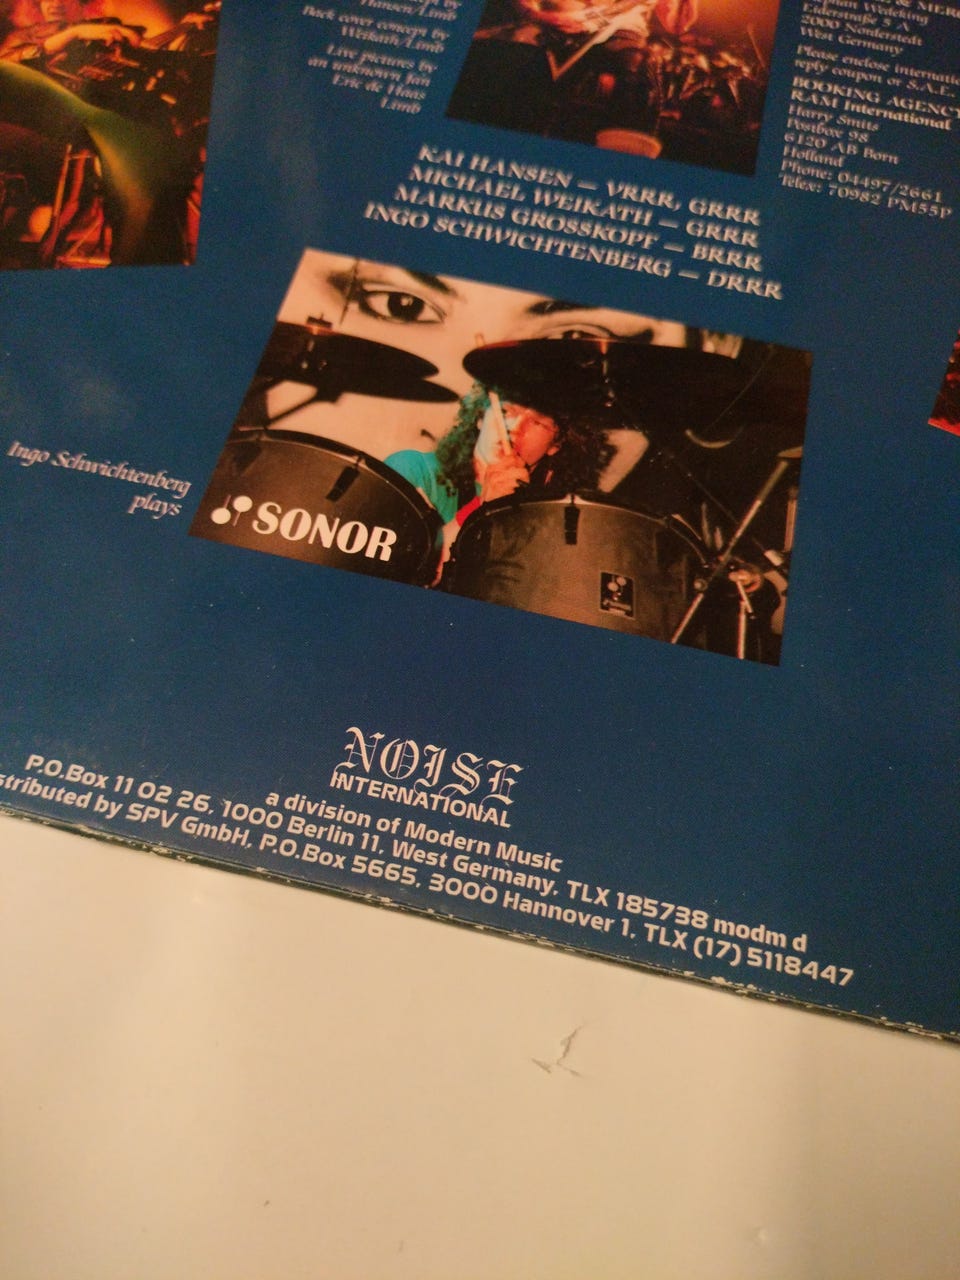 Hansen/Limb
Back cover concept by
Weikath/Limb
Live pictures by
an unknown fan
Eric de Haas
Limb
Stephan Weiseking
2000 Norderstedt
West Germany
Please enclose
reply coupon or S.A.E.
BOOKING AGENCY
RAM International
Harry Smits
Postbox 98
6120 AB Born
Holland
Phone: 04497/2661
Telex: 70982 PM55P
KAI HANSEN – VRRR, GRRR
MICHAEL WEIKATH – GRRR
MARKUS GROSSKOPF – BRRR
INGO SCHWICHTENBERG – DRRR
Ingo Schwichtenberg
plays
SONOR
NOISE
INTERNATIONAL
a division of Modern Music
P.O.Box 11 02 26, 1000 Berlin 11, West Germany, TLX 185738 modm d
stributed by SPV GmbH, P.O.Box 5665, 3000 Hannover 1, TLX (17) 5118447